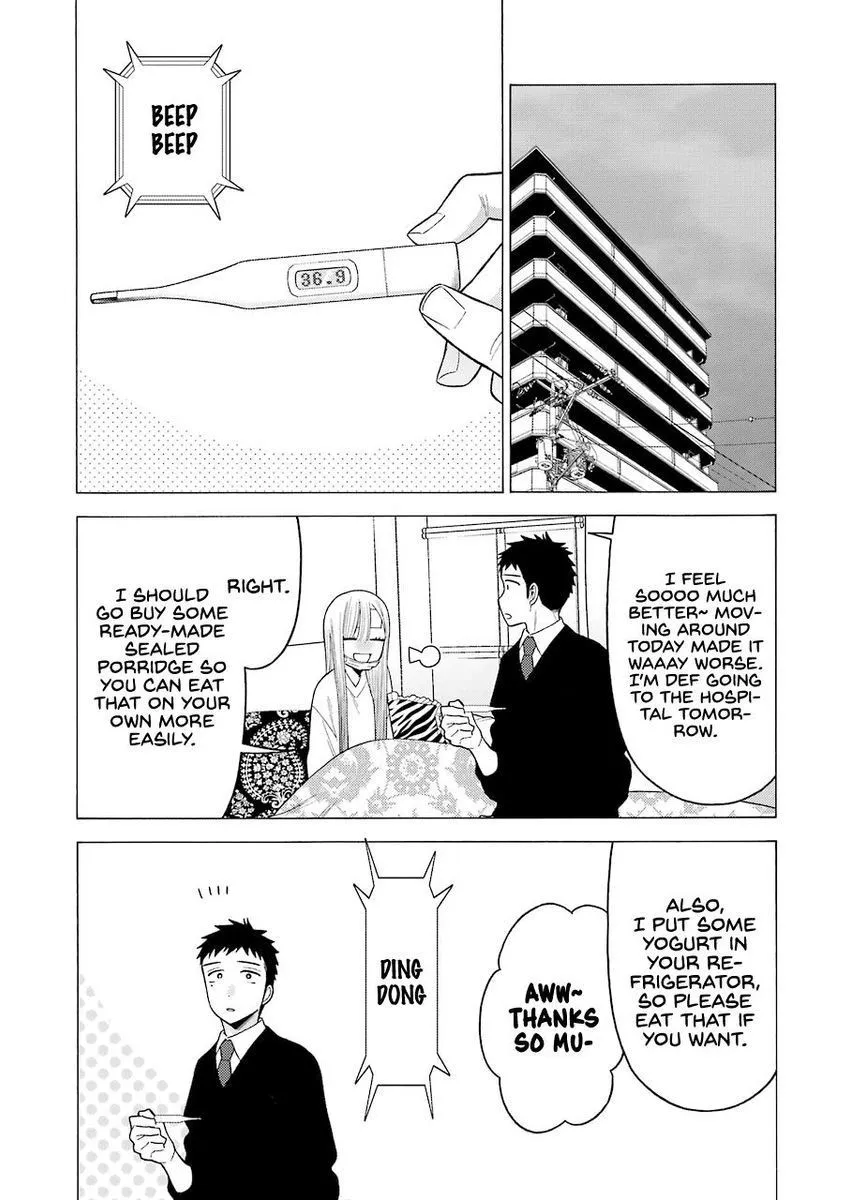 BEEP
BEEP
36.9
I FEEL
SOOOO MUCH
BETTER~ MOV-
ING AROUND
TODAY MADE IT
WAAAY WORSE.
I'M DEF GOING
TO THE HOSPI-
TAL TOMOR-
ROW.
RIGHT.
I SHOULD
GO BUY SOME
READY-MADE
SEALED
PORRIDGE SO
YOU CAN EAT
THAT ON YOUR
OWN MORE
EASILY.
ALSO,
I PUT SOME
YOGURT IN
YOUR RE-
FRIGERATOR,
SO PLEASE
EAT THAT IF
YOU WANT.
AWW~
THANKS
SO MU-
DING
DONG